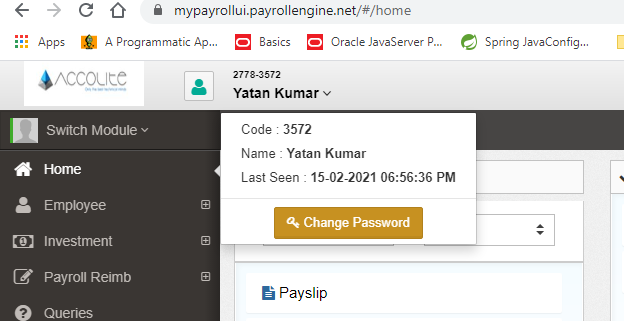 mypayrollui.payrollengine.net/#/home
Apps Suggested Sites A Programmatic Ap... Basics Oracle JavaServer P... Spring JavaConfig...
ACCOLITE
2778-3572
Yatan Kumar
Switch Module
Code : 3572
Name : Yatan Kumar
Last Seen : 15-02-2021 06:56:36 PM
Change Password
Home
Employee
Investment
Payroll Reimb
Queries
Payslip